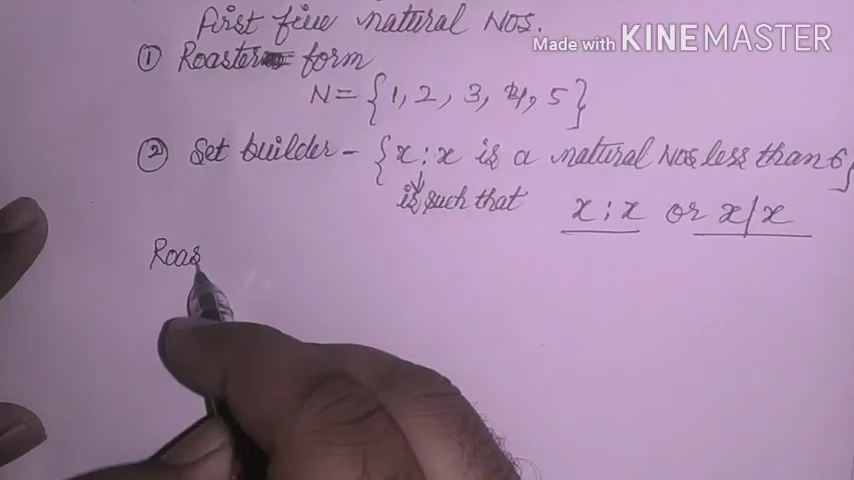 First five natural Nos.
Made with KINEMASTER
① Roaster form
N = {1, 2, 3, 4, 5}
② Set builder - {x : x is a natural Nos less than 6}
is such that x : x or x/x
Roas